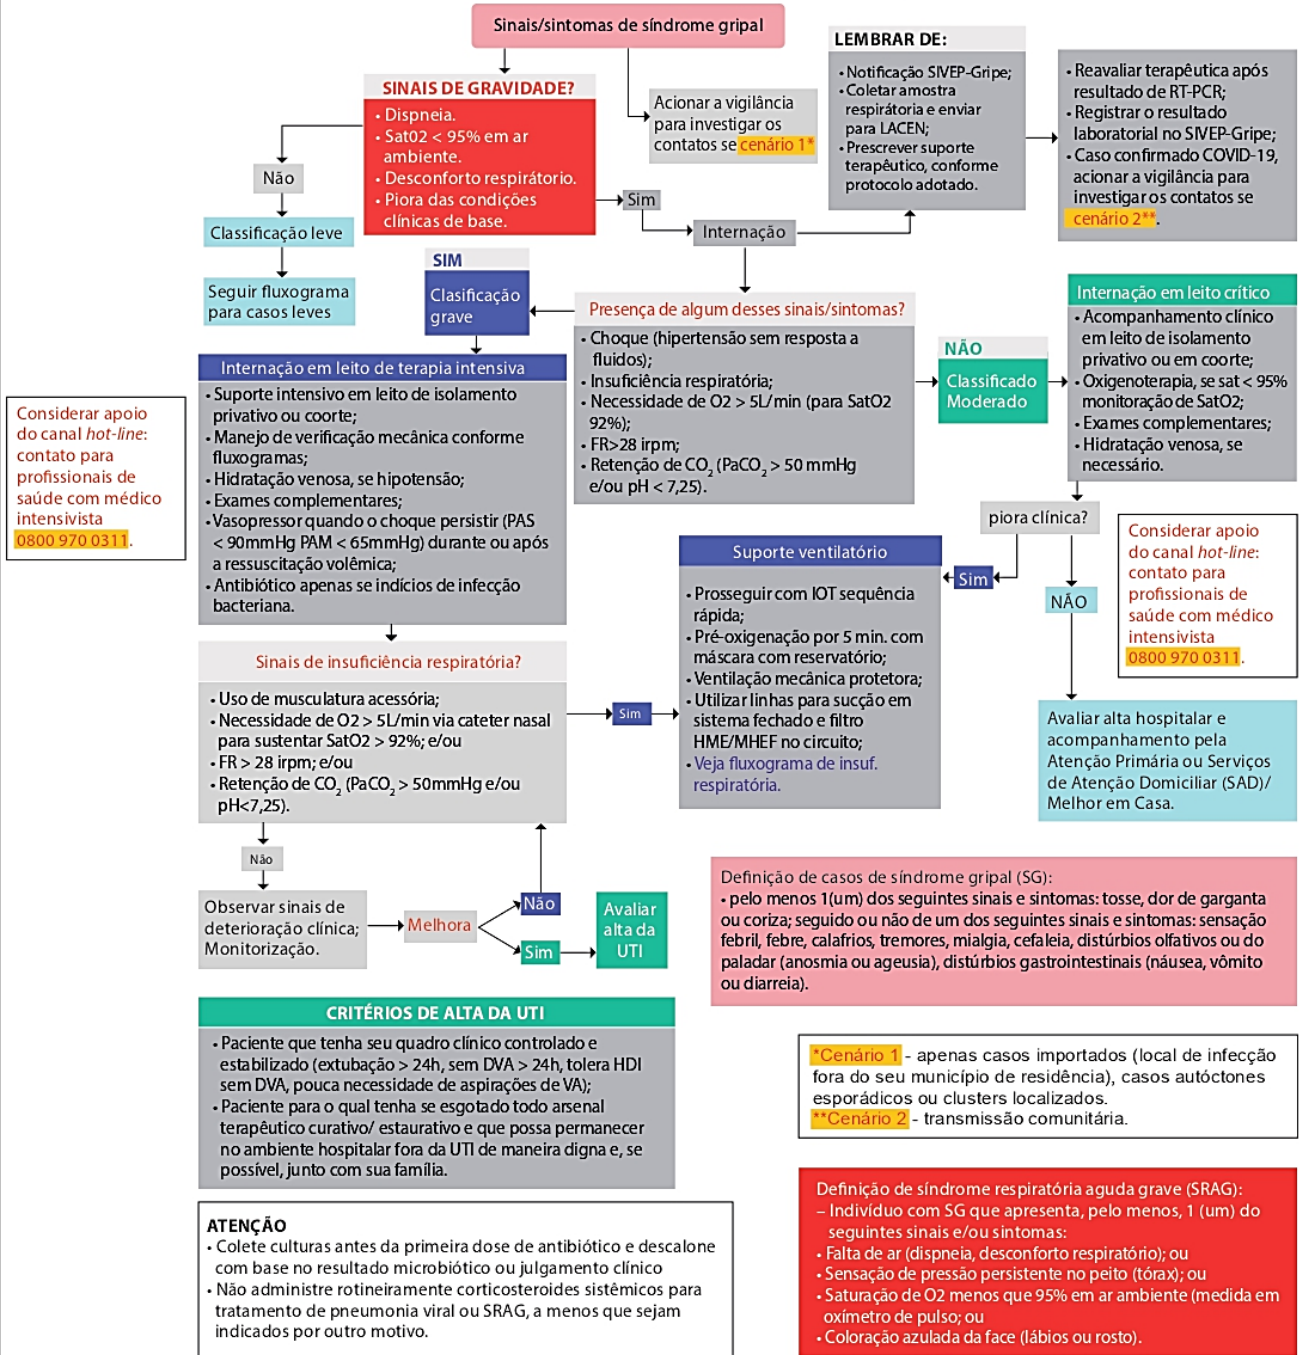 Sinais/sintomas de síndrome gripal
LEMBRAR DE:
• Notificação SIVEP-Gripe;
• Coletar amostra
respirátoria e enviar
para LACEN;
• Prescrever suporte
terapêutico, conforme
protocolo adotado.
• Reavaliar terapêutica após
resultado de RT-PCR;
• Registrar o resultado
laboratorial no SIVEP-Gripe;
• Caso confirmado COVID-19,
acionar a vigilância para
investigar os contatos se
cenário 2**.
SINAIS DE GRAVIDADE?
• Dispneia.
• Sat02 < 95% em ar
ambiente.
• Desconforto respirátorio.
• Piora das condições
clínicas de base.
Acionar a vigilância
para investigar os
contatos se cenário 1*
Não
Classificação leve
Seguir fluxograma
para casos leves
Sim
Internação
SIM
Clasificação
grave
Presença de algum desses sinais/sintomas?
• Choque (hipertensão sem resposta a
fluidos);
• Insuficiência respiratória;
• Necessidade de O2 > 5L/min (para SatO2
92%);
• FR>28 irpm;
• Retenção de CO2 (PaCO2 > 50 mmHg
e/ou pH < 7,25).
NÃO
Classificado
Moderado
Internação em leito crítico
• Acompanhamento clínico
em leito de isolamento
privativo ou em coorte;
• Oxigenoterapia, se sat < 95%
monitoração de SatO2;
• Exames complementares;
• Hidratação venosa, se
necessário.
Internação em leito de terapia intensiva
• Suporte intensivo em leito de isolamento
privativo ou coorte;
• Manejo de verificação mecânica conforme
fluxogramas;
• Hidratação venosa, se hipotensão;
• Exames complementares;
• Vasopressor quando o choque persistir (PAS
< 90mmHg PAM < 65mmHg) durante ou após
a ressuscitação volêmica;
• Antibiótico apenas se indícios de infecção
bacteriana.
Considerar apoio
do canal hot-line:
contato para
profissionais de
saúde com médico
intensivista
0800 970 0311.
piora clínica?
Sim
NÃO
Considerar apoio
do canal hot-line:
contato para
profissionais de
saúde com médico
intensivista
0800 970 0311.
Suporte ventilatório
• Prosseguir com IOT sequência
rápida;
• Pré-oxigenação por 5 min. com
máscara com reservatório;
• Ventilação mecânica protetora;
• Utilizar linhas para sucção em
sistema fechado e filtro
HME/MHEF no circuito;
• Veja fluxograma de insuf.
respiratória.
Sinais de insuficiência respiratória?
• Uso de musculatura acessória;
• Necessidade de O2 > 5L/min via cateter nasal
para sustentar SatO2 > 92%; e/ou
• FR > 28 irpm; e/ou
• Retenção de CO2 (PaCO2 > 50mmHg e/ou
pH<7,25).
Sim
Avaliar alta hospitalar e
acompanhamento pela
Atenção Primária ou Serviços
de Atenção Domiciliar (SAD)/
Melhor em Casa.
Não
Observar sinais de
deterioração clínica;
Monitorização.
Melhora
Não
Sim
Avaliar
alta da
UTI
Definição de casos de síndrome gripal (SG):
• pelo menos 1(um) dos seguintes sinais e sintomas: tosse, dor de garganta
ou coriza; seguido ou não de um dos seguintes sinais e sintomas: sensação
febril, febre, calafrios, tremores, mialgia, cefaleia, distúrbios olfativos ou do
paladar (anosmia ou ageusia), distúrbios gastrointestinais (náusea, vômito
ou diarreia).
CRITÉRIOS DE ALTA DA UTI
• Paciente que tenha seu quadro clínico controlado e
estabilizado (extubação > 24h, sem DVA > 24h, tolera HDI
sem DVA, pouca necessidade de aspirações de VA);
• Paciente para o qual tenha se esgotado todo arsenal
terapêutico curativo/ estaurativo e que possa permanecer
no ambiente hospitalar fora da UTI de maneira digna e, se
possível, junto com sua família.
*Cenário 1 - apenas casos importados (local de infecção
fora do seu município de residência), casos autóctones
esporádicos ou clusters localizados.
**Cenário 2 - transmissão comunitária.
ATENÇÃO
• Colete culturas antes da primeira dose de antibiótico e descalone
com base no resultado microbiótico ou julgamento clínico
• Não administre rotineiramente corticosteroides sistêmicos para
tratamento de pneumonia viral ou SRAG, a menos que sejam
indicados por outro motivo.
Definição de síndrome respiratória aguda grave (SRAG):
– Indivíduo com SG que apresenta, pelo menos, 1 (um) do
seguintes sinais e/ou sintomas:
• Falta de ar (dispneia, desconforto respiratório); ou
• Sensação de pressão persistente no peito (tórax); ou
• Saturação de O2 menos que 95% em ar ambiente (medida em
oxímetro de pulso; ou
• Coloração azulada da face (lábios ou rosto).